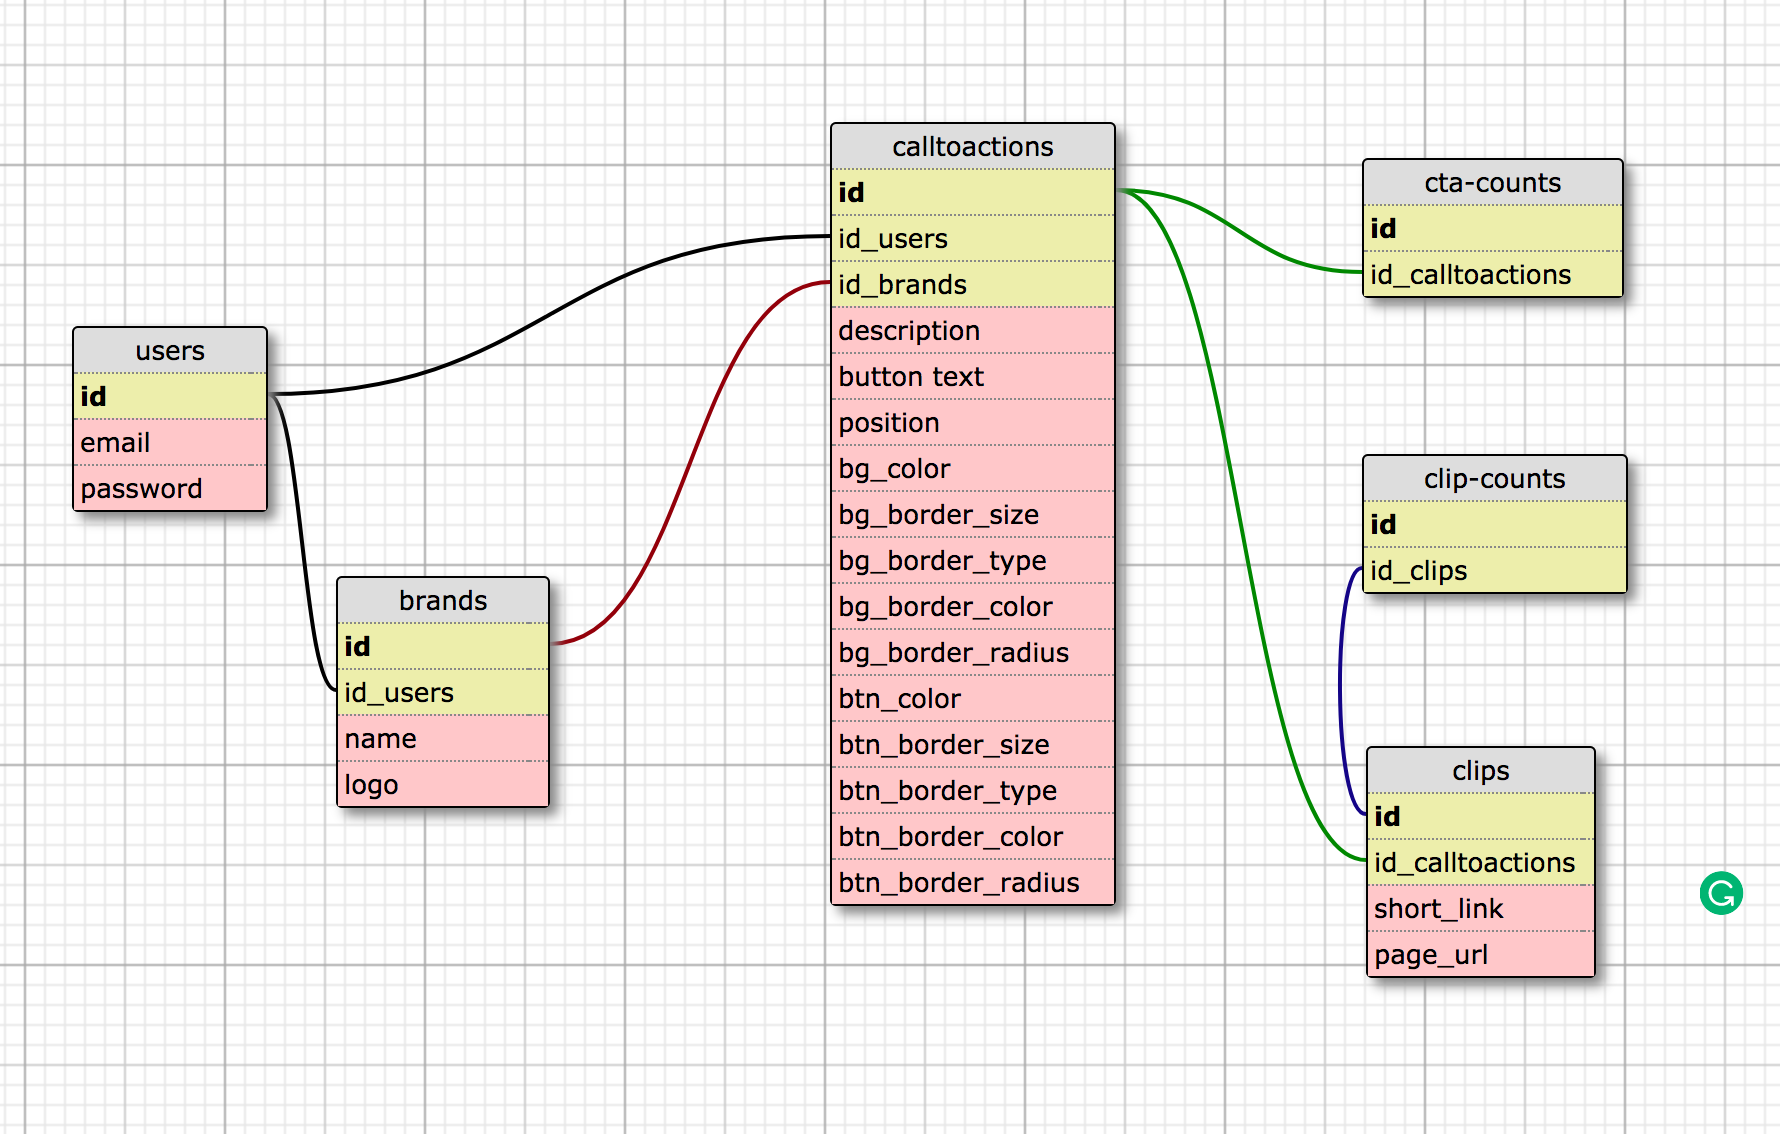 users
id
email
password
brands
id
id_users
name
logo
calltoactions
id
id_users
id_brands
description
button text
position
bg_color
bg_border_size
bg_border_type
bg_border_color
bg_border_radius
btn_color
btn_border_size
btn_border_type
btn_border_color
btn_border_radius
cta-counts
id
id_calltoactions
clip-counts
id
id_clips
clips
id
id_calltoactions
short_link
page_url